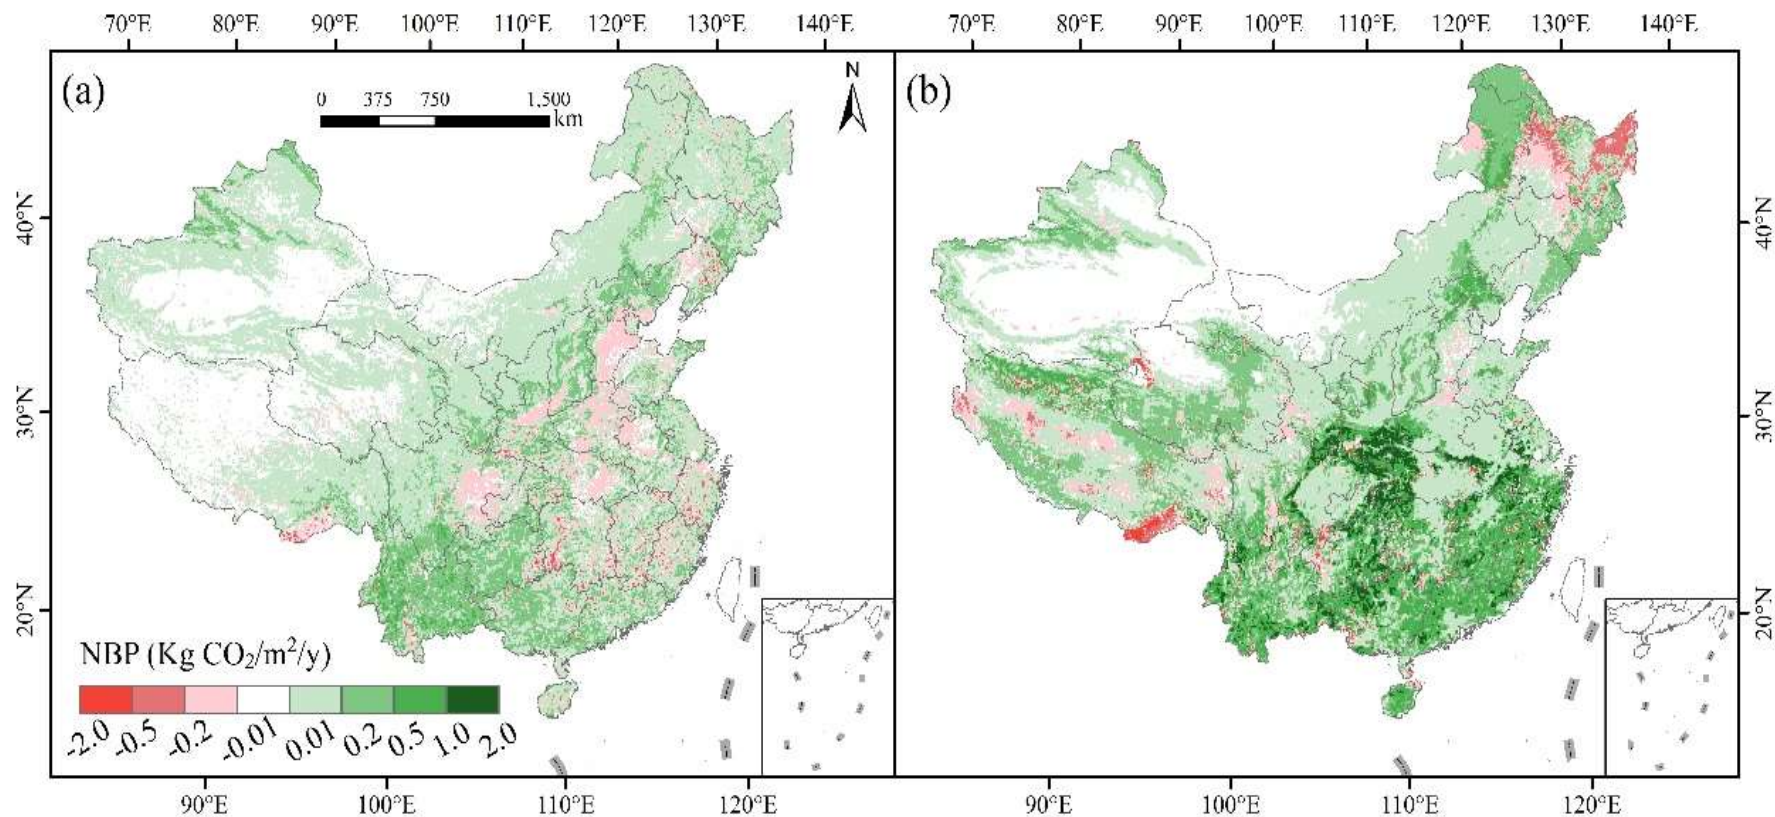 70°E 80°E 90°E 100°E 110°E 120°E 130°E 140°E 70°E 80°E 90°E 100°E 110°E 120°E 130°E 140°E
(a) 0 375 750 1,500 km N (b)
40°N 40°N
30°N 30°N
20°N 20°N
NBP (Kg CO₂/m²/y)
-2.0 -0.5 -0.2 -0.01 0.01 0.2 0.5 1.0 2.0
90°E 100°E 110°E 120°E 90°E 100°E 110°E 120°E